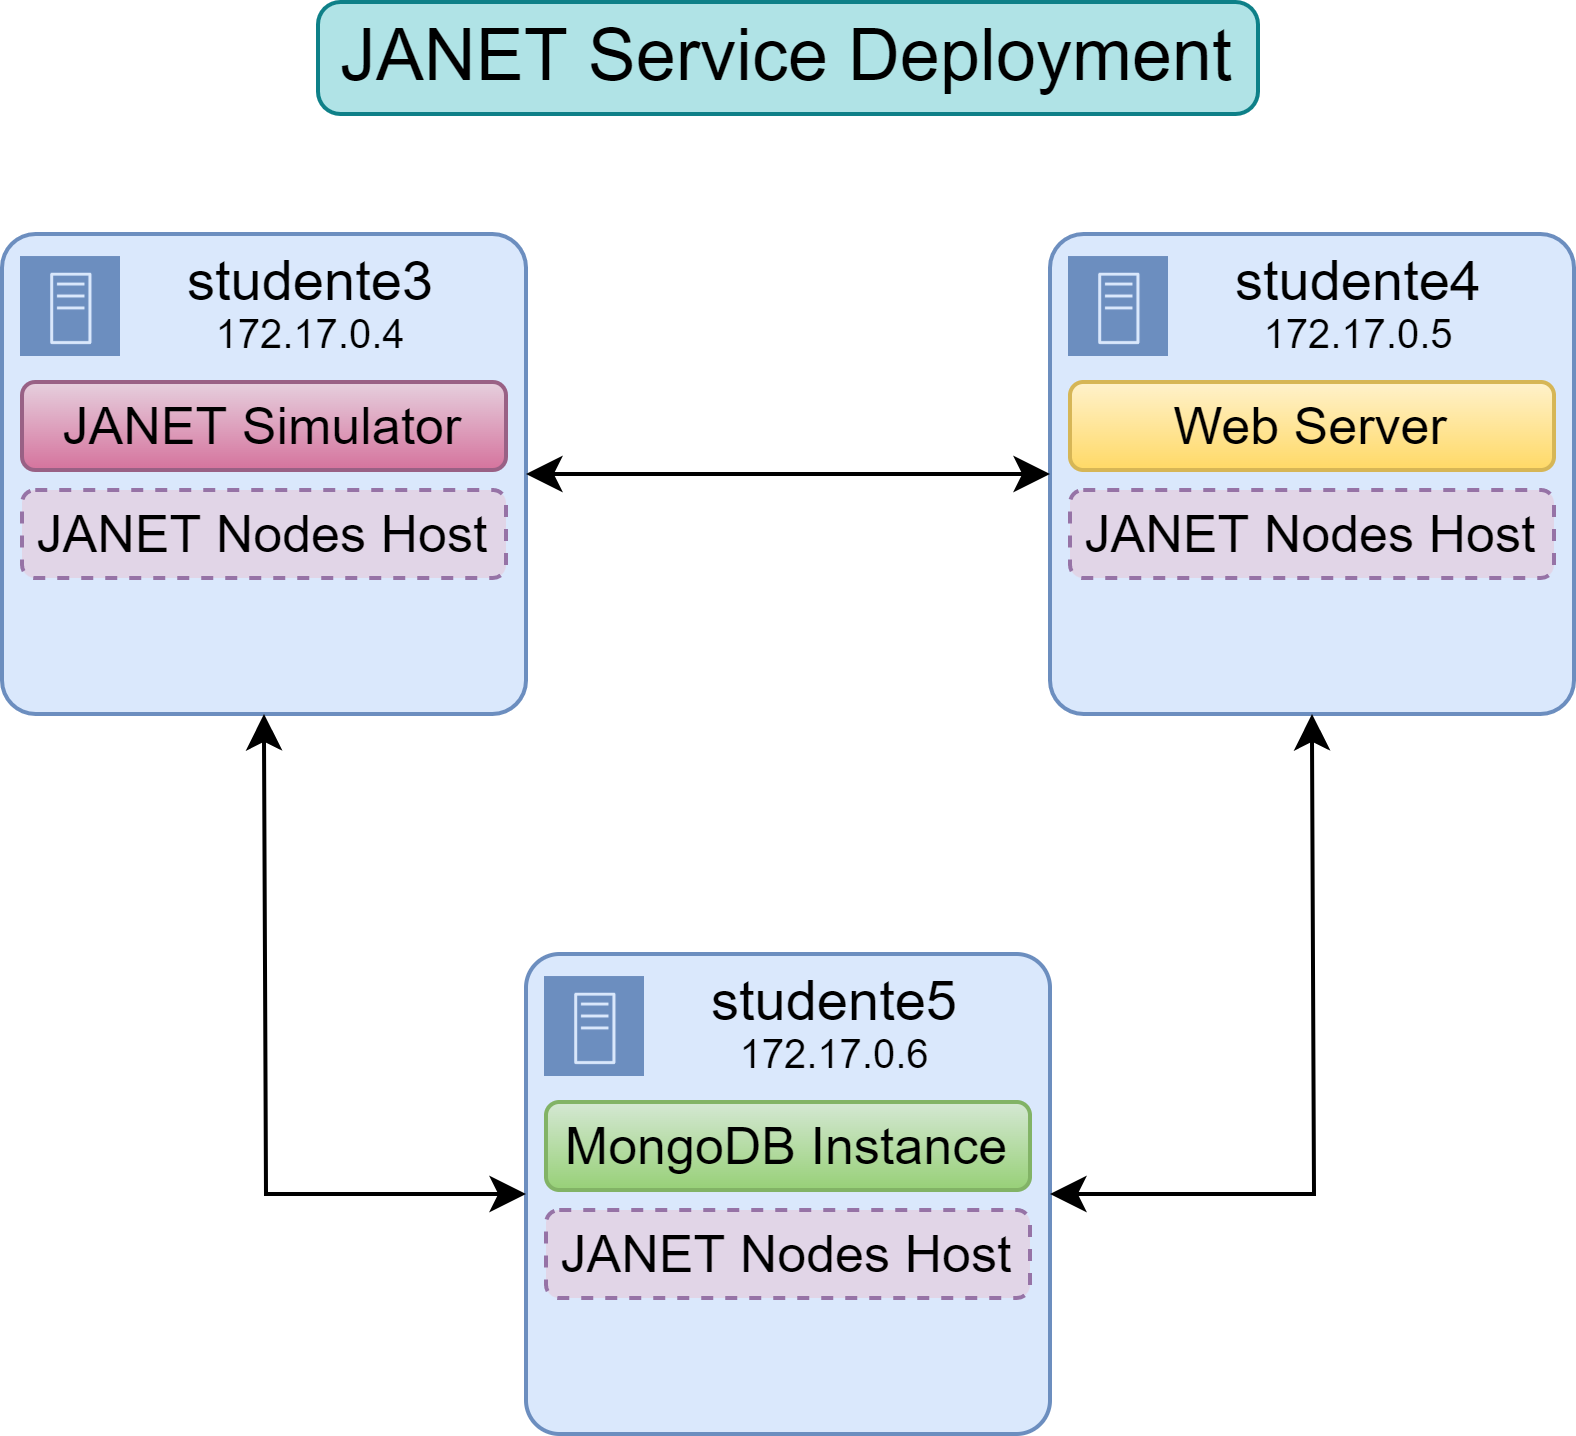 JANET Service Deployment
studente3
172.17.0.4
JANET Simulator
JANET Nodes Host
studente4
172.17.0.5
Web Server
JANET Nodes Host
studente5
172.17.0.6
MongoDB Instance
JANET Nodes Host